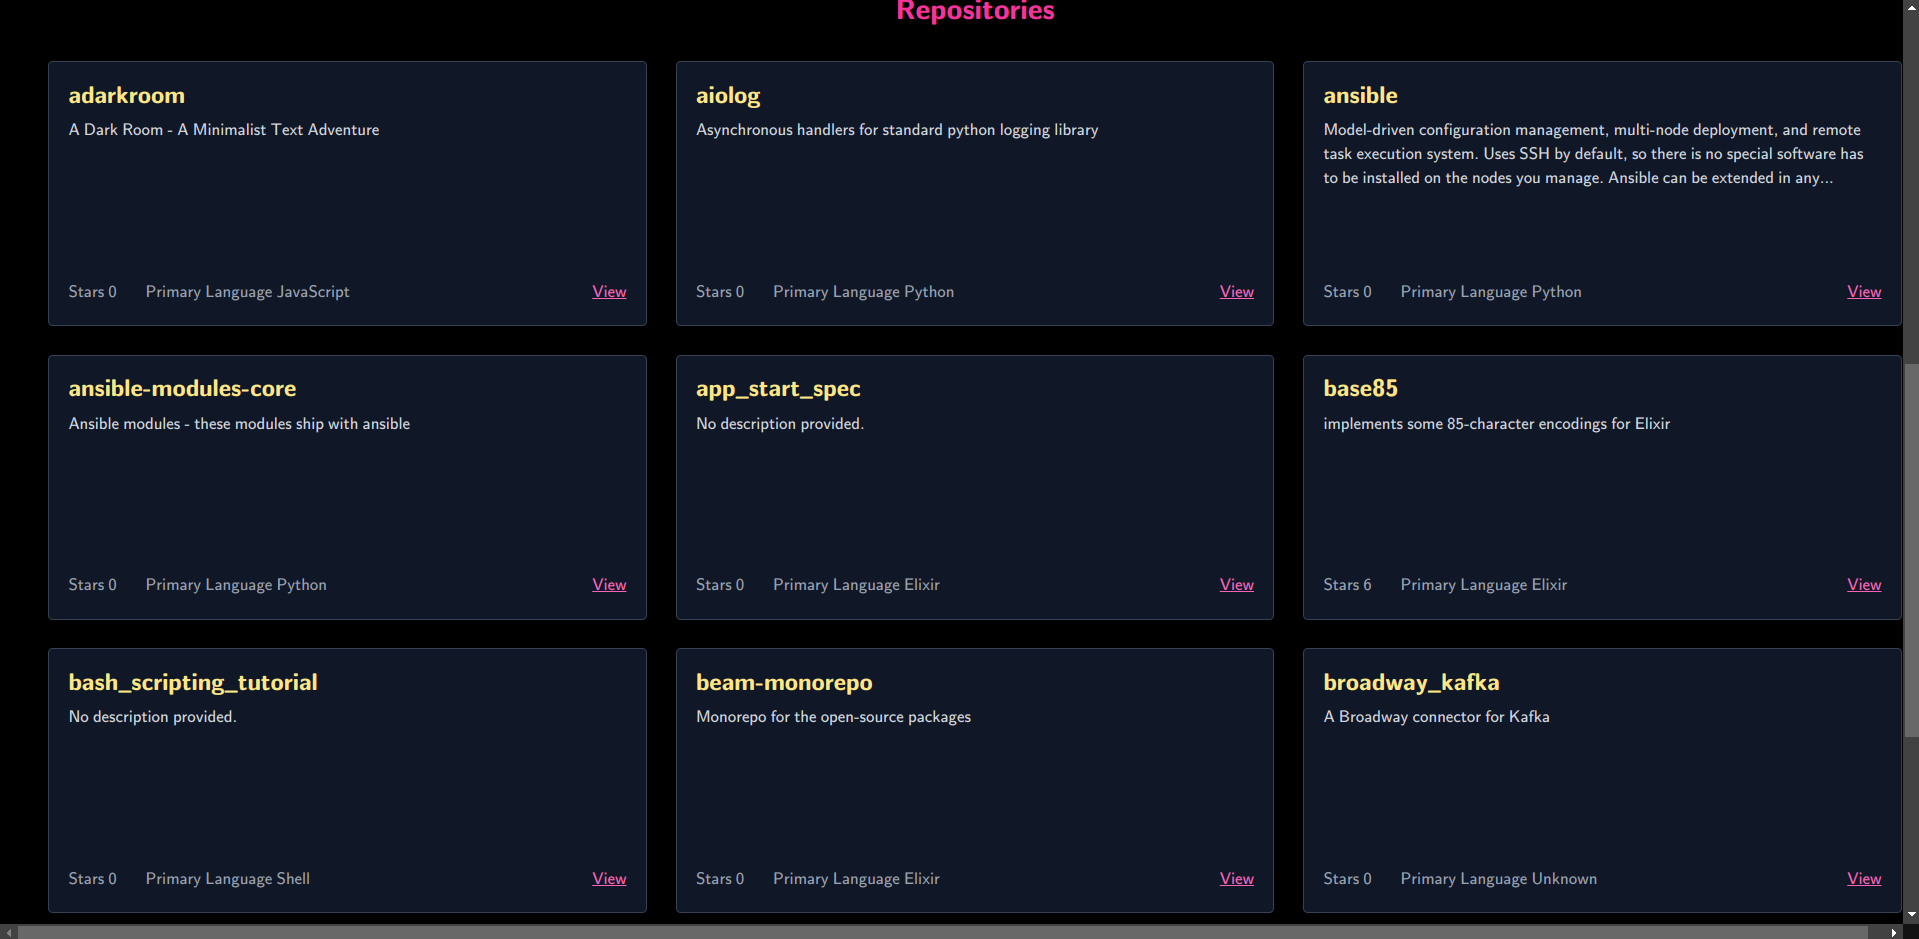 Repositories
adarkroom
A Dark Room - A Minimalist Text Adventure
Stars 0 Primary Language JavaScript View
aiolog
Asynchronous handlers for standard python logging library
Stars 0 Primary Language Python View
ansible
Model-driven configuration management, multi-node deployment, and remote
task execution system. Uses SSH by default, so there is no special software has
to be installed on the nodes you manage. Ansible can be extended in any...
Stars 0 Primary Language Python View
ansible-modules-core
Ansible modules - these modules ship with ansible
Stars 0 Primary Language Python View
app_start_spec
No description provided.
Stars 0 Primary Language Elixir View
base85
implements some 85-character encodings for Elixir
Stars 6 Primary Language Elixir View
bash_scripting_tutorial
No description provided.
Stars 0 Primary Language Shell View
beam-monorepo
Monorepo for the open-source packages
Stars 0 Primary Language Elixir View
broadway_kafka
A Broadway connector for Kafka
Stars 0 Primary Language Unknown View